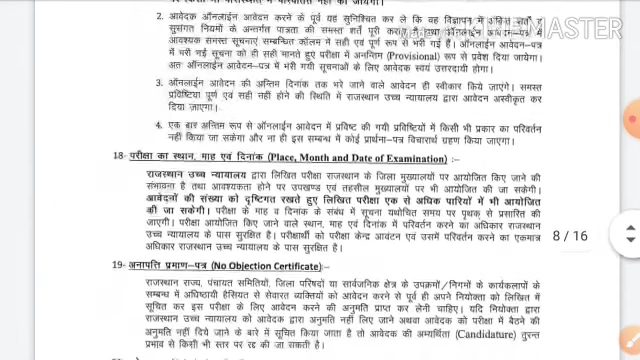 2. आवेदक ऑनलाईन आवेदन करने के पूर्व यह सुनिश्चित कर ले कि वह विज्ञापन में अंकित
सुसंगत नियमों के अन्तर्गत पात्रता की समस्त शर्तें पूरी करता
आवश्यक समस्त सूचनाएं सम्बन्धित कॉलम में सही एवं पूर्ण रूप से भरी गई हैं। ऑनलाईन आवेदन-पत्र
में भरी गई सूचना को ही सही मानते हुए परीक्षा में अनन्तिम (Provisional) रूप से प्रवेश दिया जायेगा।
अतः ऑनलाईन आवेदन-पत्र में भरी गयी सूचनाओं के लिए आवेदक स्वयं उत्तरदायी होगा।
MASTER
3. ऑनलाईन आवेदन की अन्तिम दिनांक तक भरे जाने वाले आवेदन ही स्वीकार किये जाएंगे। समस्त
प्रविष्टियां पूर्ण एवं सही नहीं होने की स्थिति में राजस्थान उच्च न्यायालय द्वारा आवेदन अस्वीकृत कर
दिया जाएगा।
4. एक बार अन्तिम रूप से ऑनलाईन आवेदन में प्रविष्ट की गयी प्रविष्टियों में किसी भी प्रकार का परिवर्तन
नहीं किया जा सकेगा और ना ही इस सम्बन्ध में कोई प्रार्थना-पत्र विचारार्थ ग्रहण किया जाएगा।
18- परीक्षा का स्थान, माह एवं दिनांक (Place, Month and Date of Examination) :-
राजस्थान उच्च न्यायालय द्वारा लिखित परीक्षा राजस्थान के जिला मुख्यालयों पर आयोजित किए जाने की
संभावना है तथा आवश्यकता होने पर उपखण्ड एवं तहसील मुख्यालयों पर भी आयोजित की जा सकेगी।
आवेदनों की संख्या को दृष्टिगत रखते हुए लिखित परीक्षा एक से अधिक पारियों में भी आयोजित
की जा सकेगी। परीक्षा के माह व दिनांक के संबंध में सूचना यथोचित समय पर पृथक से प्रसारित की
जाएगी। परीक्षा आयोजित किए जाने वाले स्थान, माह एवं दिनांक में परिवर्तन करने का अधिकार राजस्थान
उच्च न्यायालय के पास सुरक्षित है। परीक्षार्थी को परीक्षा केन्द्र आवंटन एवं उसमें परिवर्तन करने का एकमात्र
अधिकार राजस्थान उच्च न्यायालय के पास सुरक्षित है।
8 / 16
19- अनापत्ति प्रमाण-पत्र (No Objection Certificate):-
राजस्थान राज्य, पंचायत समितियों, जिला परिषदों या सार्वजनिक क्षेत्र के उपक्रमों/निगमों के कार्यकलापों के
सम्बन्ध में अधिष्ठायी हैसियत से सेवारत व्यक्तियों को आवेदन करने से पूर्व ही अपने नियोक्ता को लिखित में
सूचित कर इस परीक्षा के लिए आवेदन करने की अनुमति प्राप्त कर लेनी चाहिए। यदि नियोक्ता द्वारा
राजस्थान उच्च न्यायालय को आवेदक द्वारा अनुमति नहीं लिए जाने अथवा आवेदक को परीक्षा में बैठने की
अनुमति नहीं दिये जाने के बारे में सूचित किया जाता है तो आवेदक की अभ्यर्थिता (Candidature) तुरन्त
प्रभाव से किसी भी स्तर पर रद्द की जा सकती है।